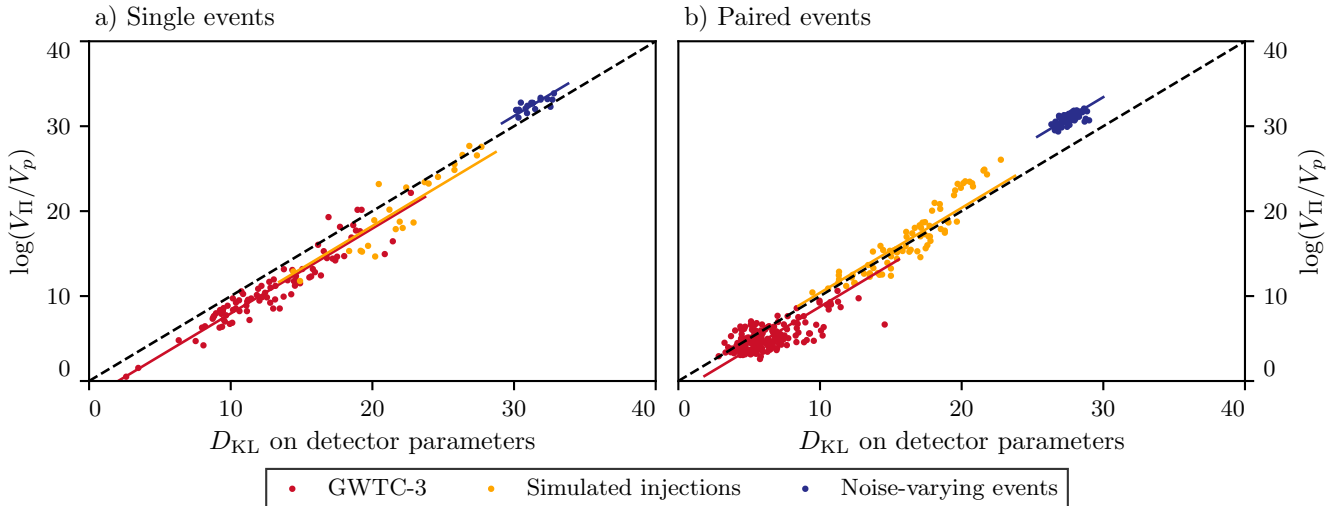 a) Single events
b) Paired events
40
30
20
10
0
log(V_Π/V_p)
0
10
20
30
40
D_KL on detector parameters
0
10
20
30
40
D_KL on detector parameters
40
30
20
10
0
log(V_Π/V_p)
GWTC-3
Simulated injections
Noise-varying events